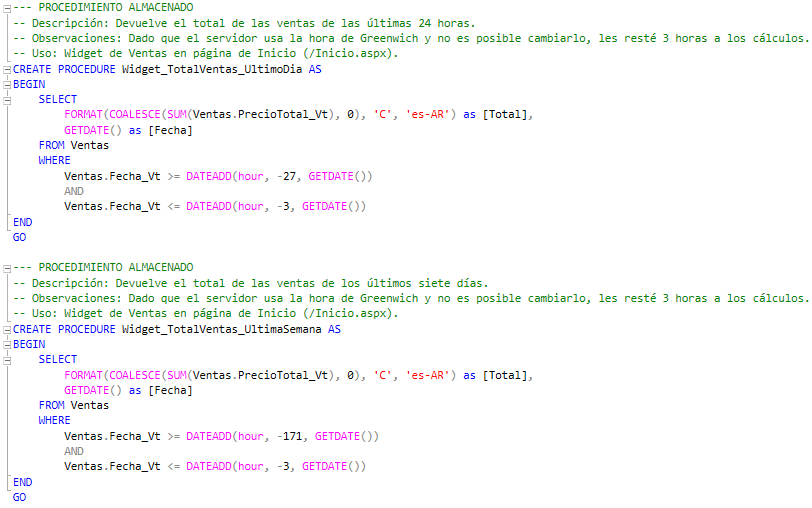 --- PROCEDIMIENTO ALMACENADO
-- Descripción: Devuelve el total de las ventas de las últimas 24 horas.
-- Observaciones: Dado que el servidor usa la hora de Greenwich y no es posible cambiarlo, les resté 3 horas a los cálculos.
-- Uso: Widget de Ventas en página de Inicio (/Inicio.aspx).
CREATE PROCEDURE Widget_TotalVentas_UltimoDia AS
BEGIN
SELECT
FORMAT(COALESCE(SUM(Ventas.PrecioTotal_Vt), 0), 'C', 'es-AR') as [Total],
GETDATE() as [Fecha]
FROM Ventas
WHERE
Ventas.Fecha_Vt >= DATEADD(hour, -27, GETDATE())
AND
Ventas.Fecha_Vt <= DATEADD(hour, -3, GETDATE())
END
GO
--- PROCEDIMIENTO ALMACENADO
-- Descripción: Devuelve el total de las ventas de los últimos siete días.
-- Observaciones: Dado que el servidor usa la hora de Greenwich y no es posible cambiarlo, les resté 3 horas a los cálculos.
-- Uso: Widget de Ventas en página de Inicio (/Inicio.aspx).
CREATE PROCEDURE Widget_TotalVentas_UltimaSemana AS
BEGIN
SELECT
FORMAT(COALESCE(SUM(Ventas.PrecioTotal_Vt), 0), 'C', 'es-AR') as [Total],
GETDATE() as [Fecha]
FROM Ventas
WHERE
Ventas.Fecha_Vt >= DATEADD(hour, -171, GETDATE())
AND
Ventas.Fecha_Vt <= DATEADD(hour, -3, GETDATE())
END
GO